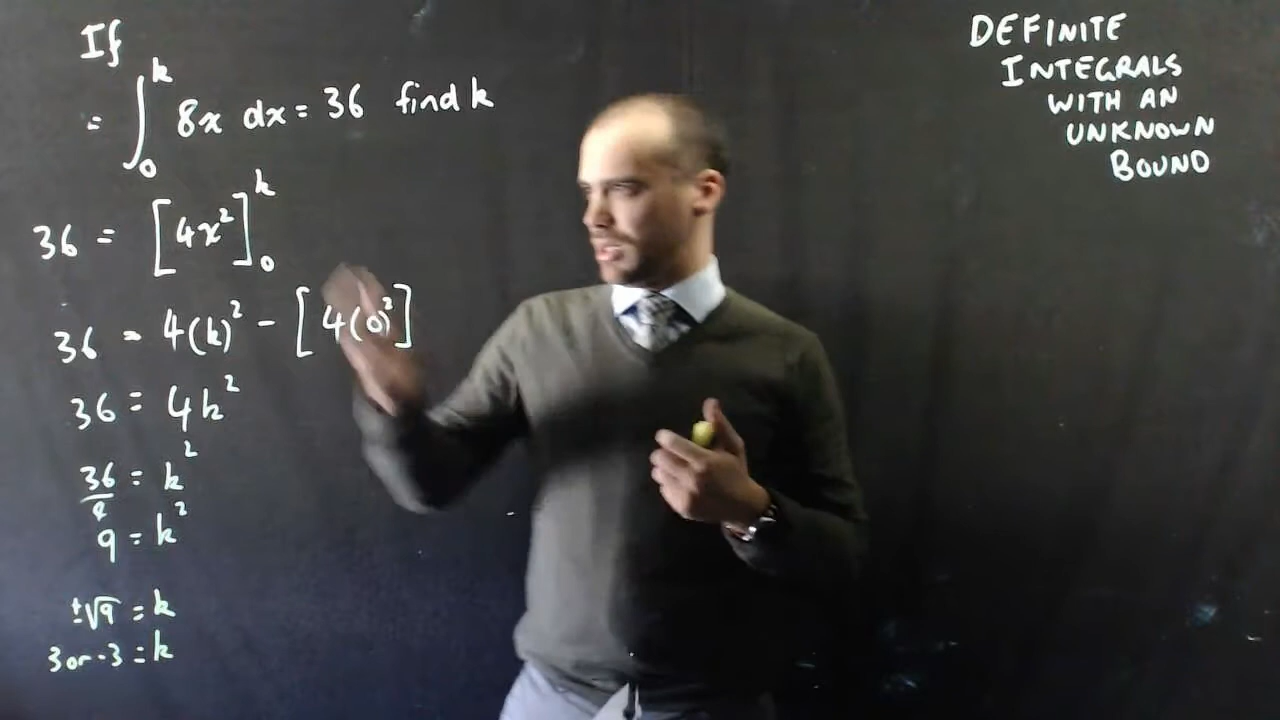 If
= ∫₀ᵏ 8x dx = 36 find k
36 = [4x²]₀ᵏ
36 = 4(k)² - [4(0)²]
36 = 4k²
36/4 = k²
9 = k²
±√9 = k
3 or -3 = k
DEFINITE
INTEGRALS
WITH AN
UNKNOWN
BOUND